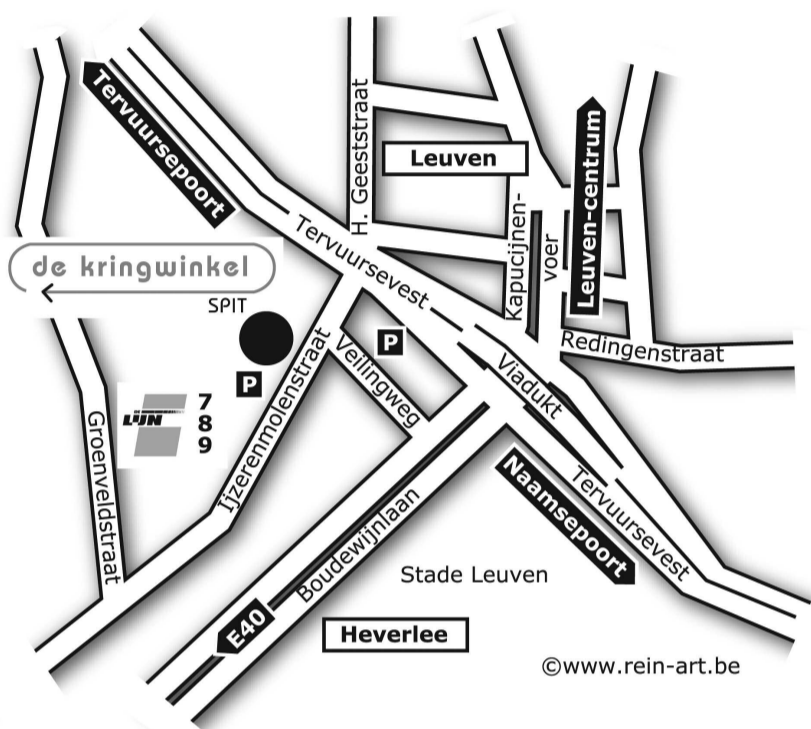 Tervuursepoort
H. Geeststraat
Leuven
Leuven-centrum
Kapucijnen-
voer
Tervuursevest
de kringwinkel
SPIT
P
P
Veilingweg
Viadukt
Redingenstraat
LIJN
7
8
9
Groenveldstraat
Ijzerenmolenstraat
Boudewijnlaan
Naamsepoort
Tervuursevest
Stade Leuven
E40
Heverlee
©www.rein-art.be